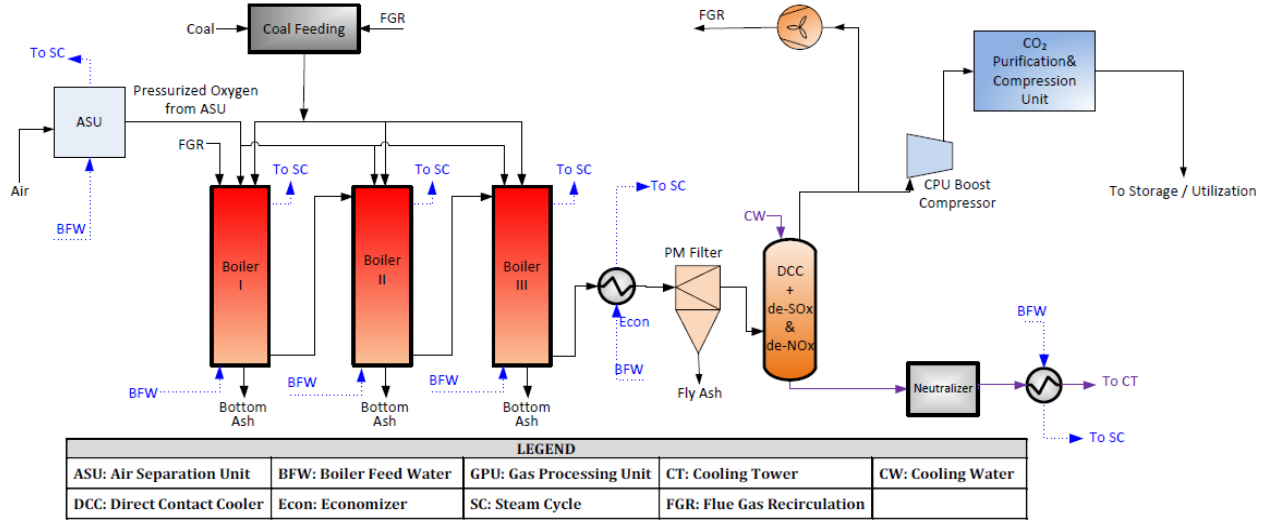 Coal
Coal Feeding
FGR
FGR
CO₂
Purification&
Compression
Unit
To SC
Pressurized Oxygen
from ASU
ASU
Air
BFW
FGR
To SC
To SC
To SC
To SC
CPU Boost
Compressor
To Storage / Utilization
Boiler
I
Boiler
II
Boiler
III
CW
PM Filter
DCC
+
de-SOx
&
de-NOx
Econ
BFW
BFW
BFW
BFW
BFW
Bottom
Ash
Bottom
Ash
Bottom
Ash
Fly Ash
Neutralizer
To CT
To SC
LEGEND
ASU: Air Separation Unit BFW: Boiler Feed Water GPU: Gas Processing Unit CT: Cooling Tower CW: Cooling Water
DCC: Direct Contact Cooler Econ: Economizer SC: Steam Cycle FGR: Flue Gas Recirculation